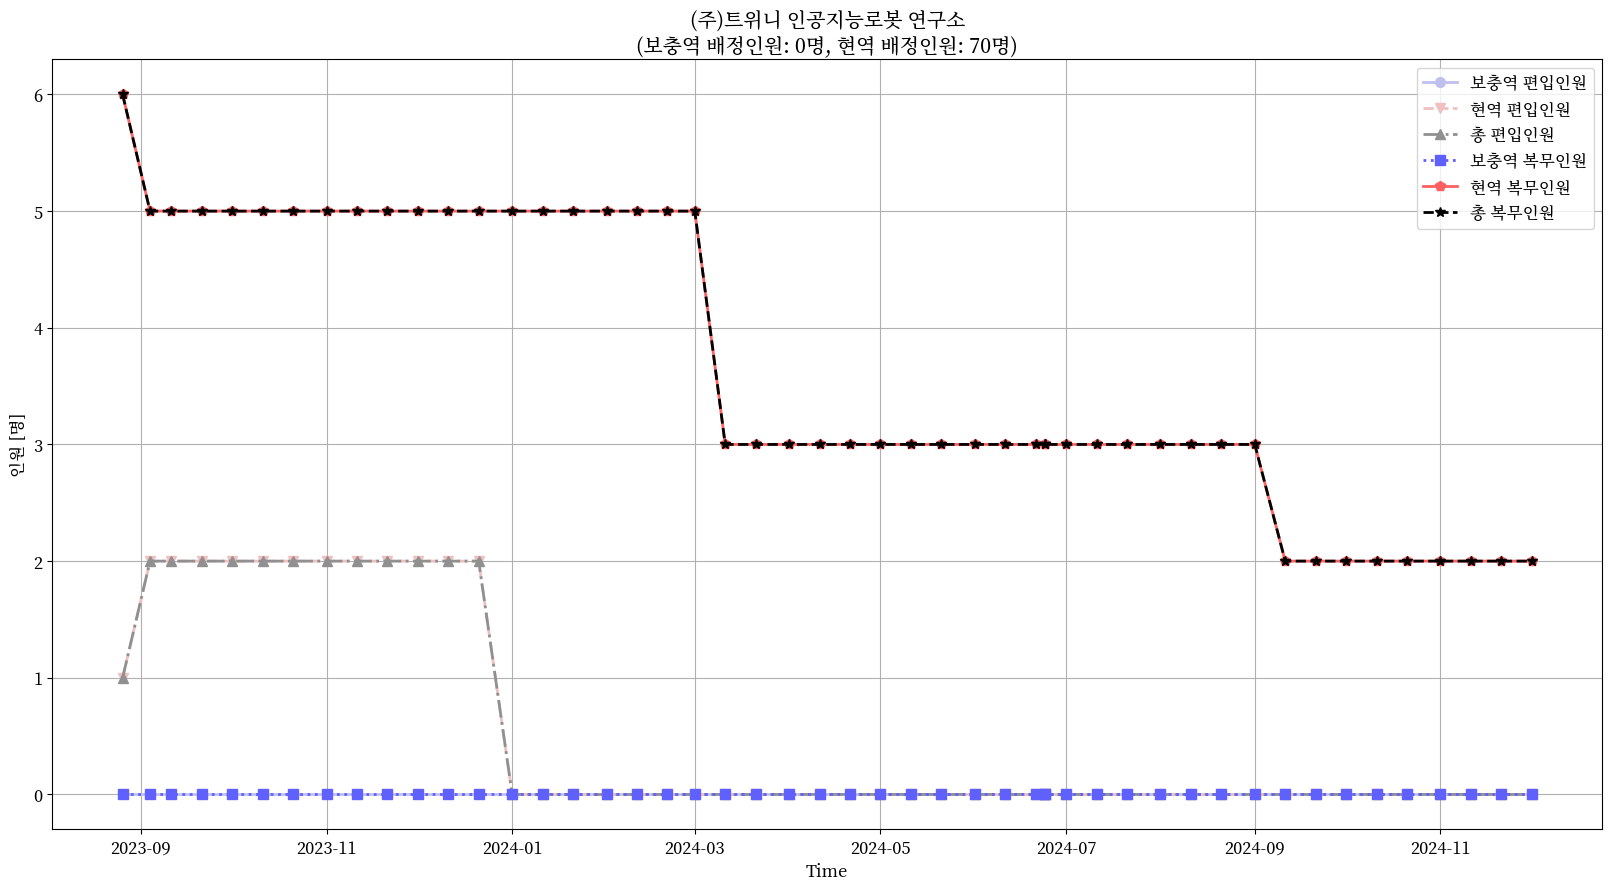 (주)트위니 인공지능로봇 연구소
(보충역 배정인원: 0명, 현역 배정인원: 70명)
보충역 편입인원
현역 편입인원
총 편입인원
보충역 복무인원
현역 복무인원
총 복무인원
인원 [명]
6
5
4
3
2
1
0
2023-09
2023-11
2024-01
2024-03
2024-05
2024-07
2024-09
2024-11
Time